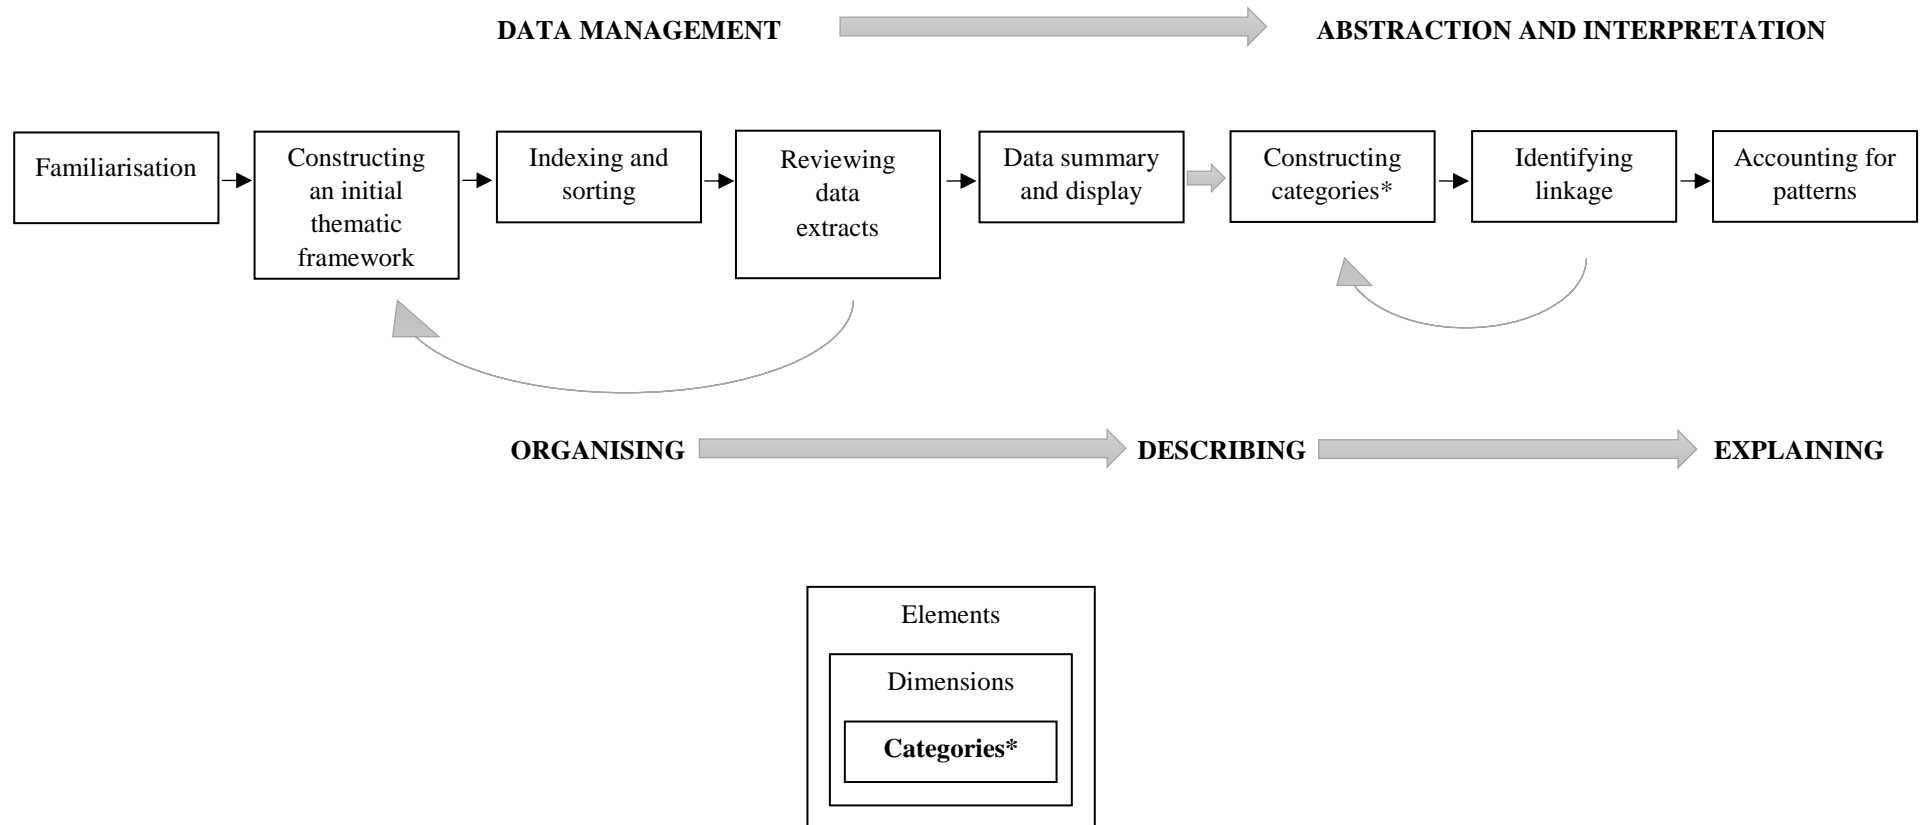 DATA MANAGEMENT
ABSTRACTION AND INTERPRETATION
Familiarisation
Constructing
an initial
thematic
framework
Indexing and
sorting
Reviewing
data
extracts
Data summary
and display
Constructing
categories*
Identifying
linkage
Accounting for
patterns
ORGANISING
DESCRIBING
EXPLAINING
Elements
Dimensions
Categories*